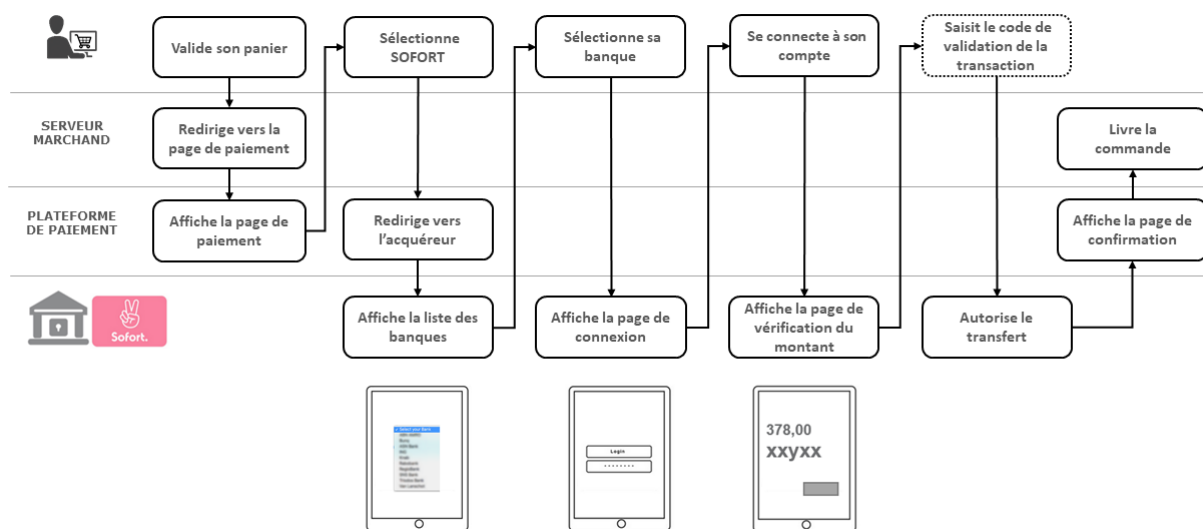 Valide son panier
Sélectionne
SOFORT
Sélectionne sa
banque
Se connecte à son
compte
Saisit le code de
validation de la
transaction
SERVEUR
MARCHAND
Redirige vers la
page de paiement
Livre la
commande
PLATEFORME
DE PAIEMENT
Affiche la page de
paiement
Redirige vers
l’acquéreur
Affiche la page de
confirmation
Sofort.
Affiche la liste des
banques
Affiche la page de
connexion
Affiche la page de
vérification du
montant
Autorise le
transfert
Select your Bank
Login
378,00
xxyxx